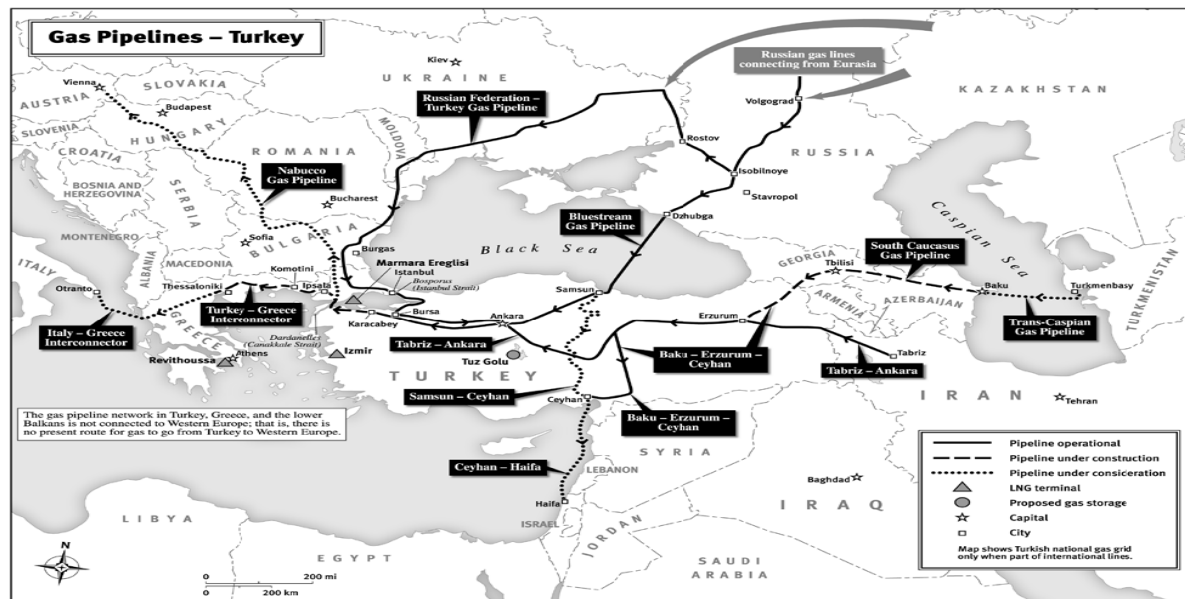 Gas Pipelines – Turkey
Russian gas lines
connecting from Eurasia
Kiev
UKRAINE
Vienna
SLOVAKIA
AUSTRIA
Budapest
Russian Federation –
Turkey Gas Pipeline
Volgograd
KAZAKHSTAN
SLOVENIA
HUNGARY
MOLDOVA
CROATIA
ROMANIA
Rostov
RUSSIA
Nabucco
Gas Pipeline
Isobilnoye
BOSNIA AND
HERZEGOVINA
SERBIA
Stavropol
Bucharest
Bluestream
Gas Pipeline
Dzhubga
Caspian Sea
MONTENEGRO
Sofia
BULGARIA
Burgas
Black Sea
South Caucasus
Gas Pipeline
ITALY
ALBANIA
MACEDONIA
Marmara Ereglisi
GEORGIA
Tbilisi
TURKMENISTAN
Komotini
Istanbul
Bosporus
(Istanbul Strait)
Otranto
Thessaloniki
Ipsala
Samsun
ARMENIA
AZERBAIJAN
Baku
Turkmenbasy
Turkey – Greece
Interconnector
Bursa
Karacabey
Ankara
Erzurum
Trans-Caspian
Gas Pipeline
Italy – Greece
Interconnector
GREECE
Dardanelles
(Canakkale Strait)
Tabriz – Ankara
Baku – Erzurum –
Ceyhan
Tabriz
Tabriz – Ankara
Revithoussa
Athens
Izmir
Tuz Golu
TURKEY
IRAN
Samsun – Ceyhan
Ceyhan
Tehran
Baku – Erzurum –
Ceyhan
The gas pipeline network in Turkey, Greece, and the lower
Balkans is not connected to Western Europe; that is, there is
no present route for gas to go from Turkey to Western Europe.
SYRIA
Ceyhan – Haifa
LEBANON
Baghdad
Haifa
IRAQ
LIBYA
ISRAEL
JORDAN
EGYPT
SAUDI
ARABIA
N
0 200 mi
0 200 km
Pipeline operational
Pipeline under construction
Pipeline under consiceration
LNG terminal
Proposed gas storage
Capital
City
Map shows Turkish national gas grid
only when part of international lines.